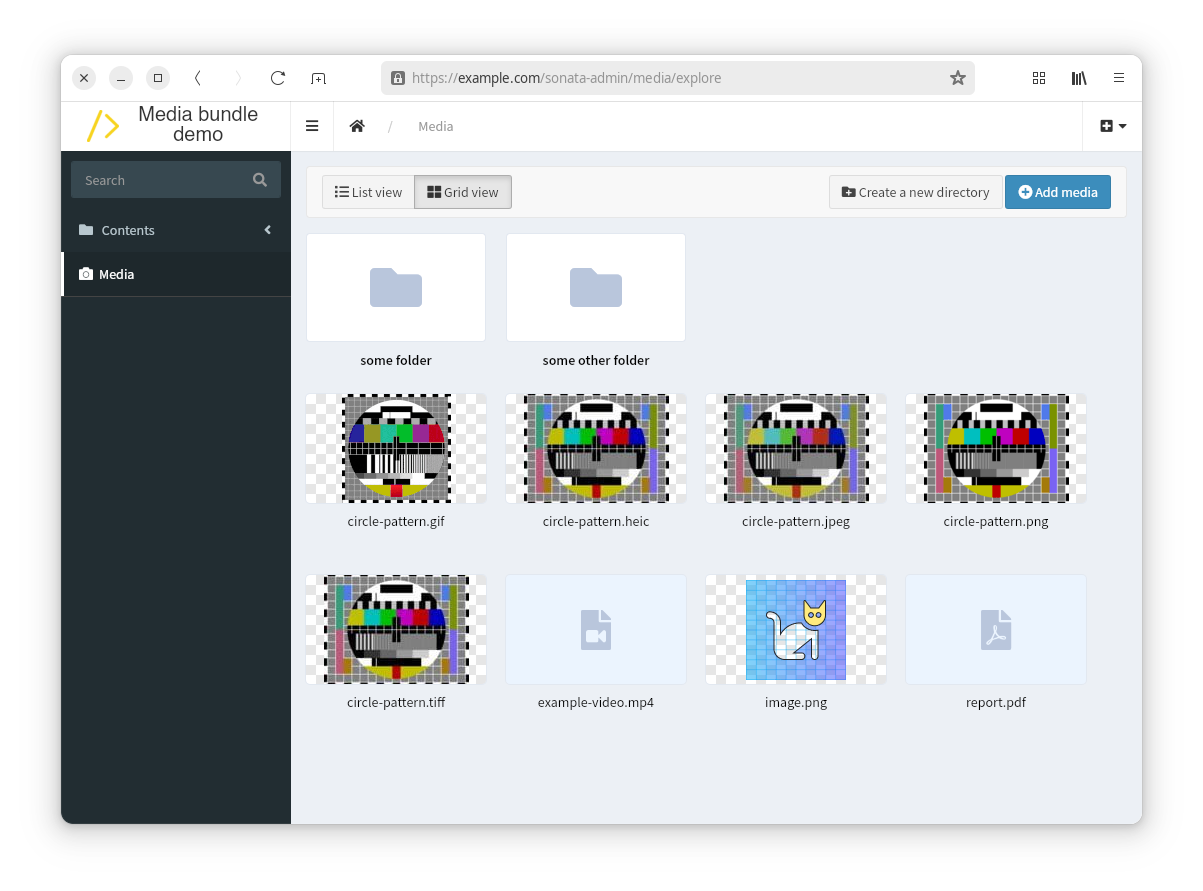 https://example.com/sonata-admin/media/explore
Media bundle
demo
/
Media
Search
List view
Grid view
Create a new directory
Add media
Contents
Media
some folder
some other folder
circle-pattern.gif
circle-pattern.heic
circle-pattern.jpeg
circle-pattern.png
circle-pattern.tiff
example-video.mp4
image.png
report.pdf